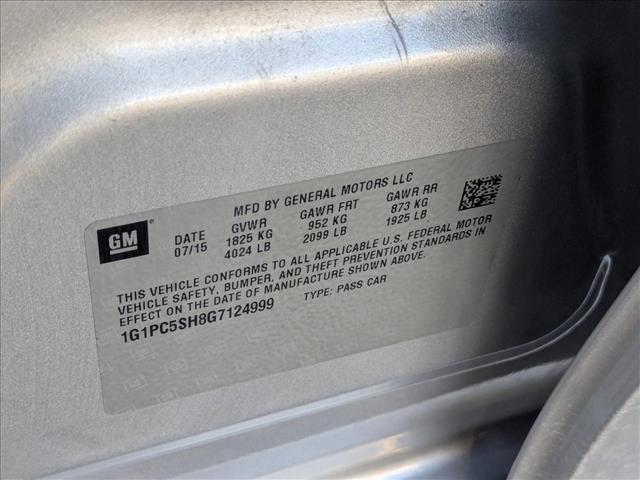 GM®
MFD BY GENERAL MOTORS LLC
DATE GVWR GAWR FRT GAWR RR
07/15 1825 KG 952 KG 873 KG
4024 LB 2099 LB 1925 LB
THIS VEHICLE CONFORMS TO ALL APPLICABLE U.S. FEDERAL MOTOR
VEHICLE SAFETY, BUMPER, AND THEFT PREVENTION STANDARDS IN
EFFECT ON THE DATE OF MANUFACTURE SHOWN ABOVE.
1G1PC5SH8G7124999 TYPE: PASS CAR